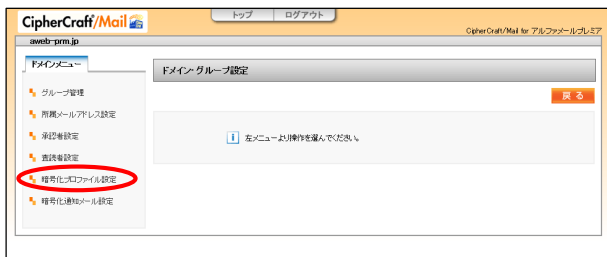 CipherCraft/Mail
トップ ログアウト
CipherCraft/Mail for アルファメールプレミア
aweb-prm.jp
ドメインメニュー
ドメイン・グループ設定
グループ管理
戻る
所属メールアドレス設定
承認者設定
左メニューより操作を選んでください。
査読者設定
暗号化プロファイル設定
暗号化通知メール設定